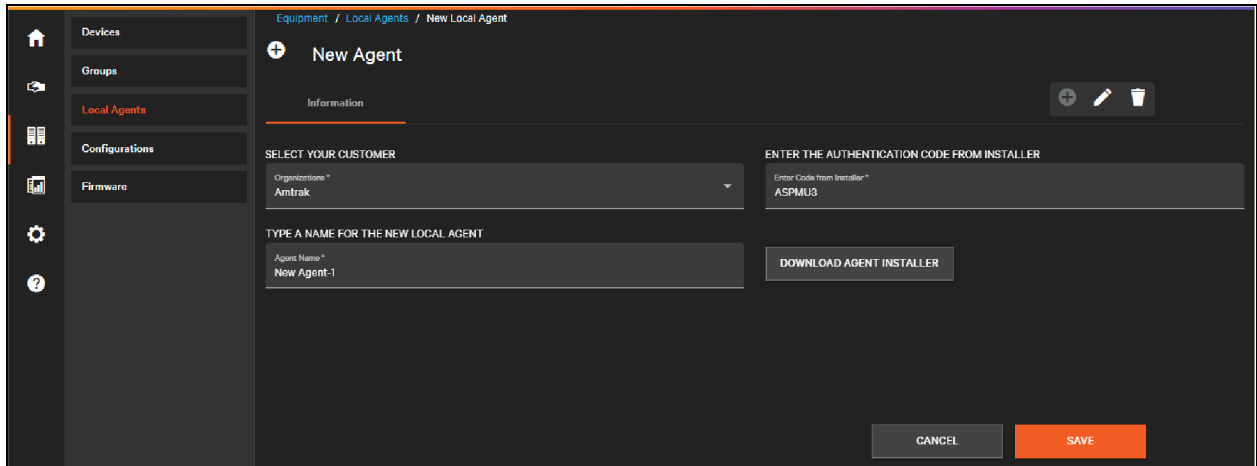 Equipment / Local Agents / New Local Agent
Devices
Groups
Local Agents
Configurations
Firmware
New Agent
Information
SELECT YOUR CUSTOMER
Organizations *
Amtrak
ENTER THE AUTHENTICATION CODE FROM INSTALLER
Enter Code from Installer *
ASPMU3
TYPE A NAME FOR THE NEW LOCAL AGENT
Agent Name *
New Agent-1
DOWNLOAD AGENT INSTALLER
CANCEL
SAVE